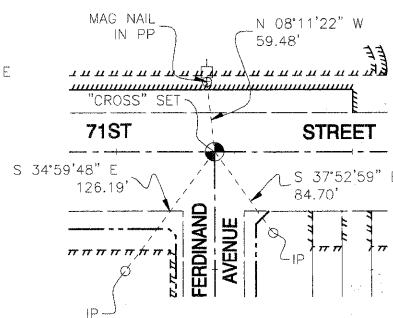 MAG NAIL
IN PP
N 08°11'22" W
59.48'
E
"CROSS" SET
71ST
STREET
S 34°59'48" E
126.19'
S 37°52'59" E
84.70'
FERDINAND
AVENUE
IP
IP